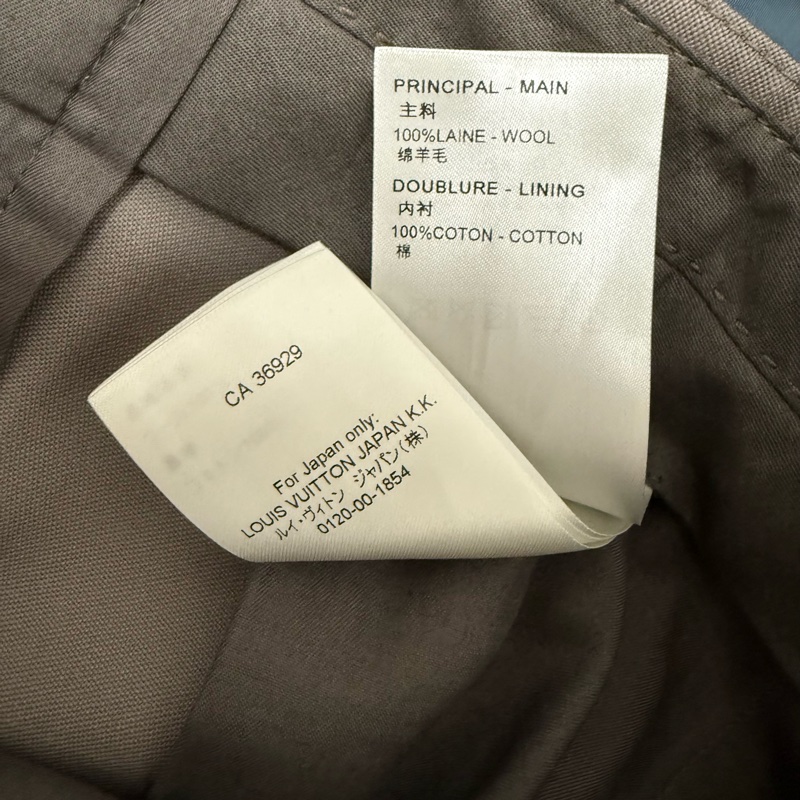 PRINCIPAL - MAIN
主料
100%LAINE - WOOL
绵羊毛
DOUBLURE - LINING
内衬
100%COTON - COTTON
棉
CA 36929
For Japan only:
LOUIS VUITTON JAPAN K.K.
ルイ・ヴィトン ジャパン(株)
0120-00-1854